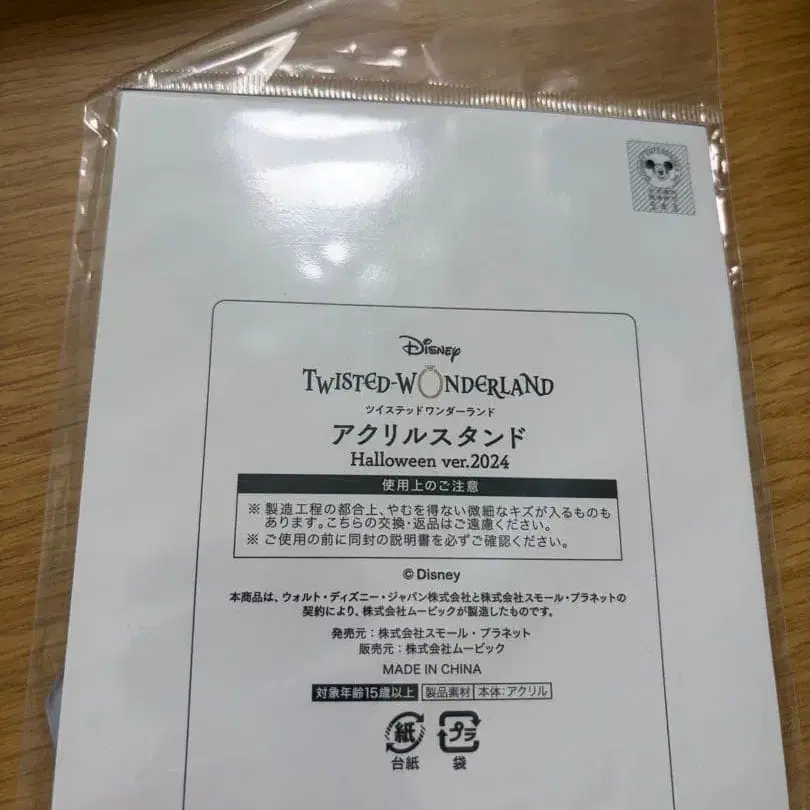 Disney
TWISTED-WONDERLAND
ツイステッドワンダーランド
アクリルスタンド
Halloween ver.2024
使用上のご注意
※製造工程の都合上、やむを得ない微細なキズが入るものも
あります。こちらの交換・返品はご遠慮ください。
※ご使用の前に同封の説明書を必ずご確認ください。
© Disney
本商品は、ウォルト・ディズニー・ジャパン株式会社と株式会社スモール・プラネットの
契約により、株式会社ムービックが製造したものです。
発売元：株式会社スモール・プラネット
販売元：株式会社ムービック
MADE IN CHINA
対象年齢15歳以上 製品素材 本体：アクリル
紙 プラ
台紙 袋